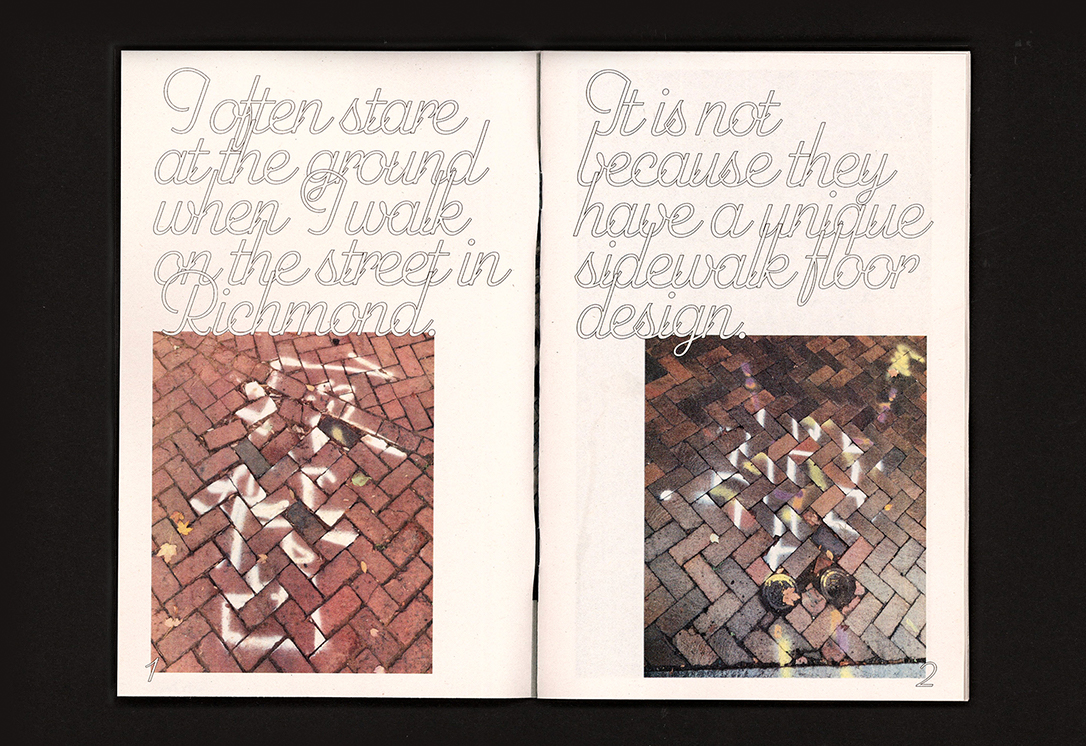 I often stare
at the ground
when I walk
on the street in
Richmond.
1
It is not
because they
have a unique
sidewalk floor
design.
2